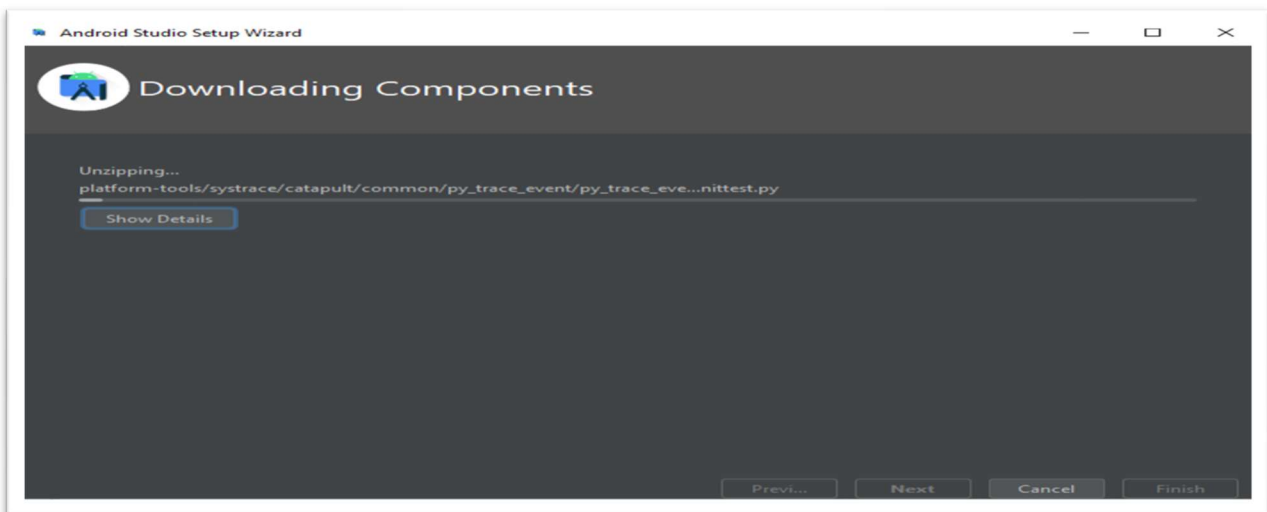 Android Studio Setup Wizard
Downloading Components
Unzipping...
platform-tools/systrace/catapult/common/py_trace_event/py_trace_eve...nittest.py
Show Details
Previ... Next Cancel Finish